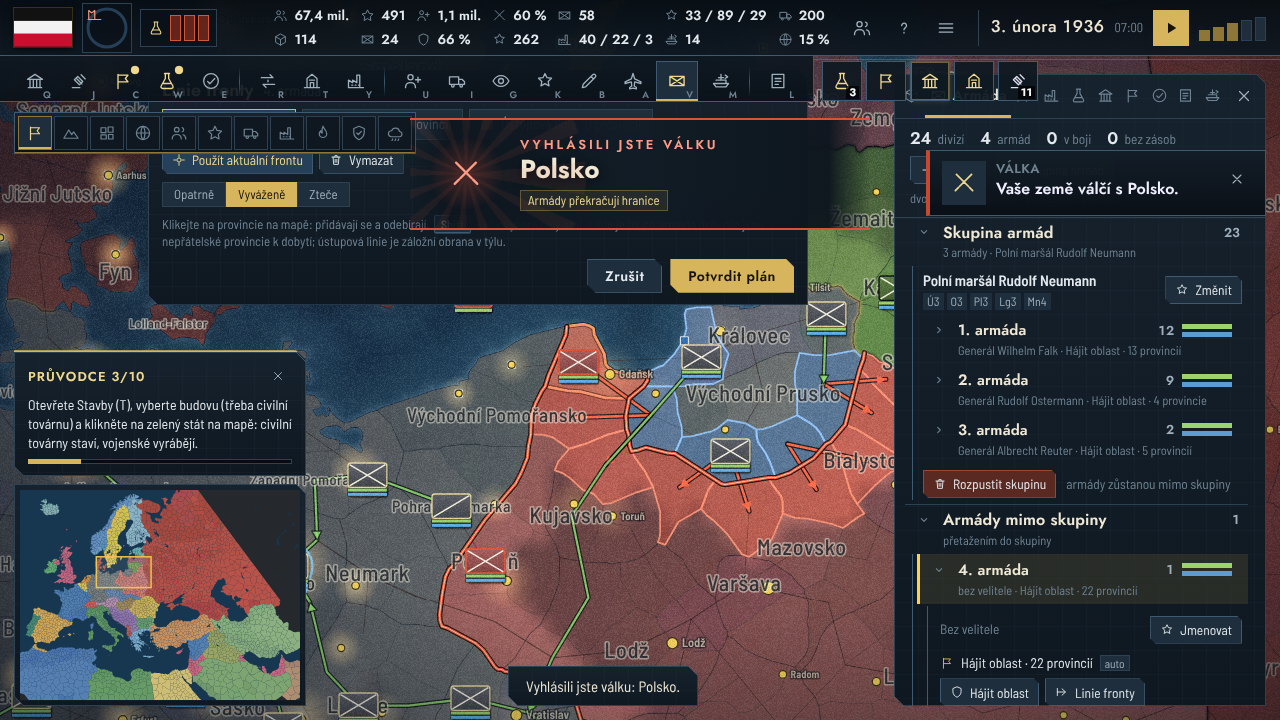 67,4 mil.
491
1,1 mil.
60 %
58
33 / 89 / 29
200
114
24
66 %
262
40 / 22 / 3
14
15 %
?
3. února 1936
07:00
R
J
C
W
E
R
T
Y
U
I
G
K
B
A
V
M
L
3
11
24 divizí
4 armád
0 v boji
0 bez zásob
VYHLÁSILI JSTE VÁLKU
Polsko
Armády překračují hranice
VÁLKA
Vaše země válčí s Polsko.
Použít aktuální frontu
Vymazat
Opatrně
Vyváženě
Zteče
Klikejte na provincie na mapě: přidávají se a odebírají.
nepřátelské provincie k dobytí; ústupová linie je záložní obrana v týlu.
Zrušit
Potvrdit plán
Skupina armád
23
3 armády · Polní maršál Rudolf Neumann
Polní maršál Rudolf Neumann
Ú3
O3
Pl3
Lg3
Mn4
Změnit
1. armáda
12
Generál Wilhelm Falk · Hájit oblast · 13 provincií
2. armáda
9
Generál Rudolf Ostermann · Hájit oblast · 4 provincie
3. armáda
2
Generál Albrecht Reuter · Hájit oblast · 5 provincií
Rozpustit skupinu
armády zůstanou mimo skupiny
Armády mimo skupiny
1
přetažením do skupiny
4. armáda
1
bez velitele · Hájit oblast · 22 provincií
Bez velitele
Jmenovat
Hájit oblast · 22 provincií
auto
Hájit oblast
Linie fronty
PRŮVODCE 3/10
Otevřete Stavby (T), vyberte budovu (třeba civilní
továrnu) a klikněte na zelený stát na mapě: civilní
továrny staví, vojenské vyrábějí.
Jižní Jutsko
Aarhus
Fyn
Lolland-Falster
Tilsit
Královec
Gdaňsk
Východní Prusko
Východní Pomořansko
Kujavsko
Toruň
Mazovsko
Varšava
Neumark
Lodž
Lodž
Radom
Vratislav
Vyhlásili jste válku: Polsko.